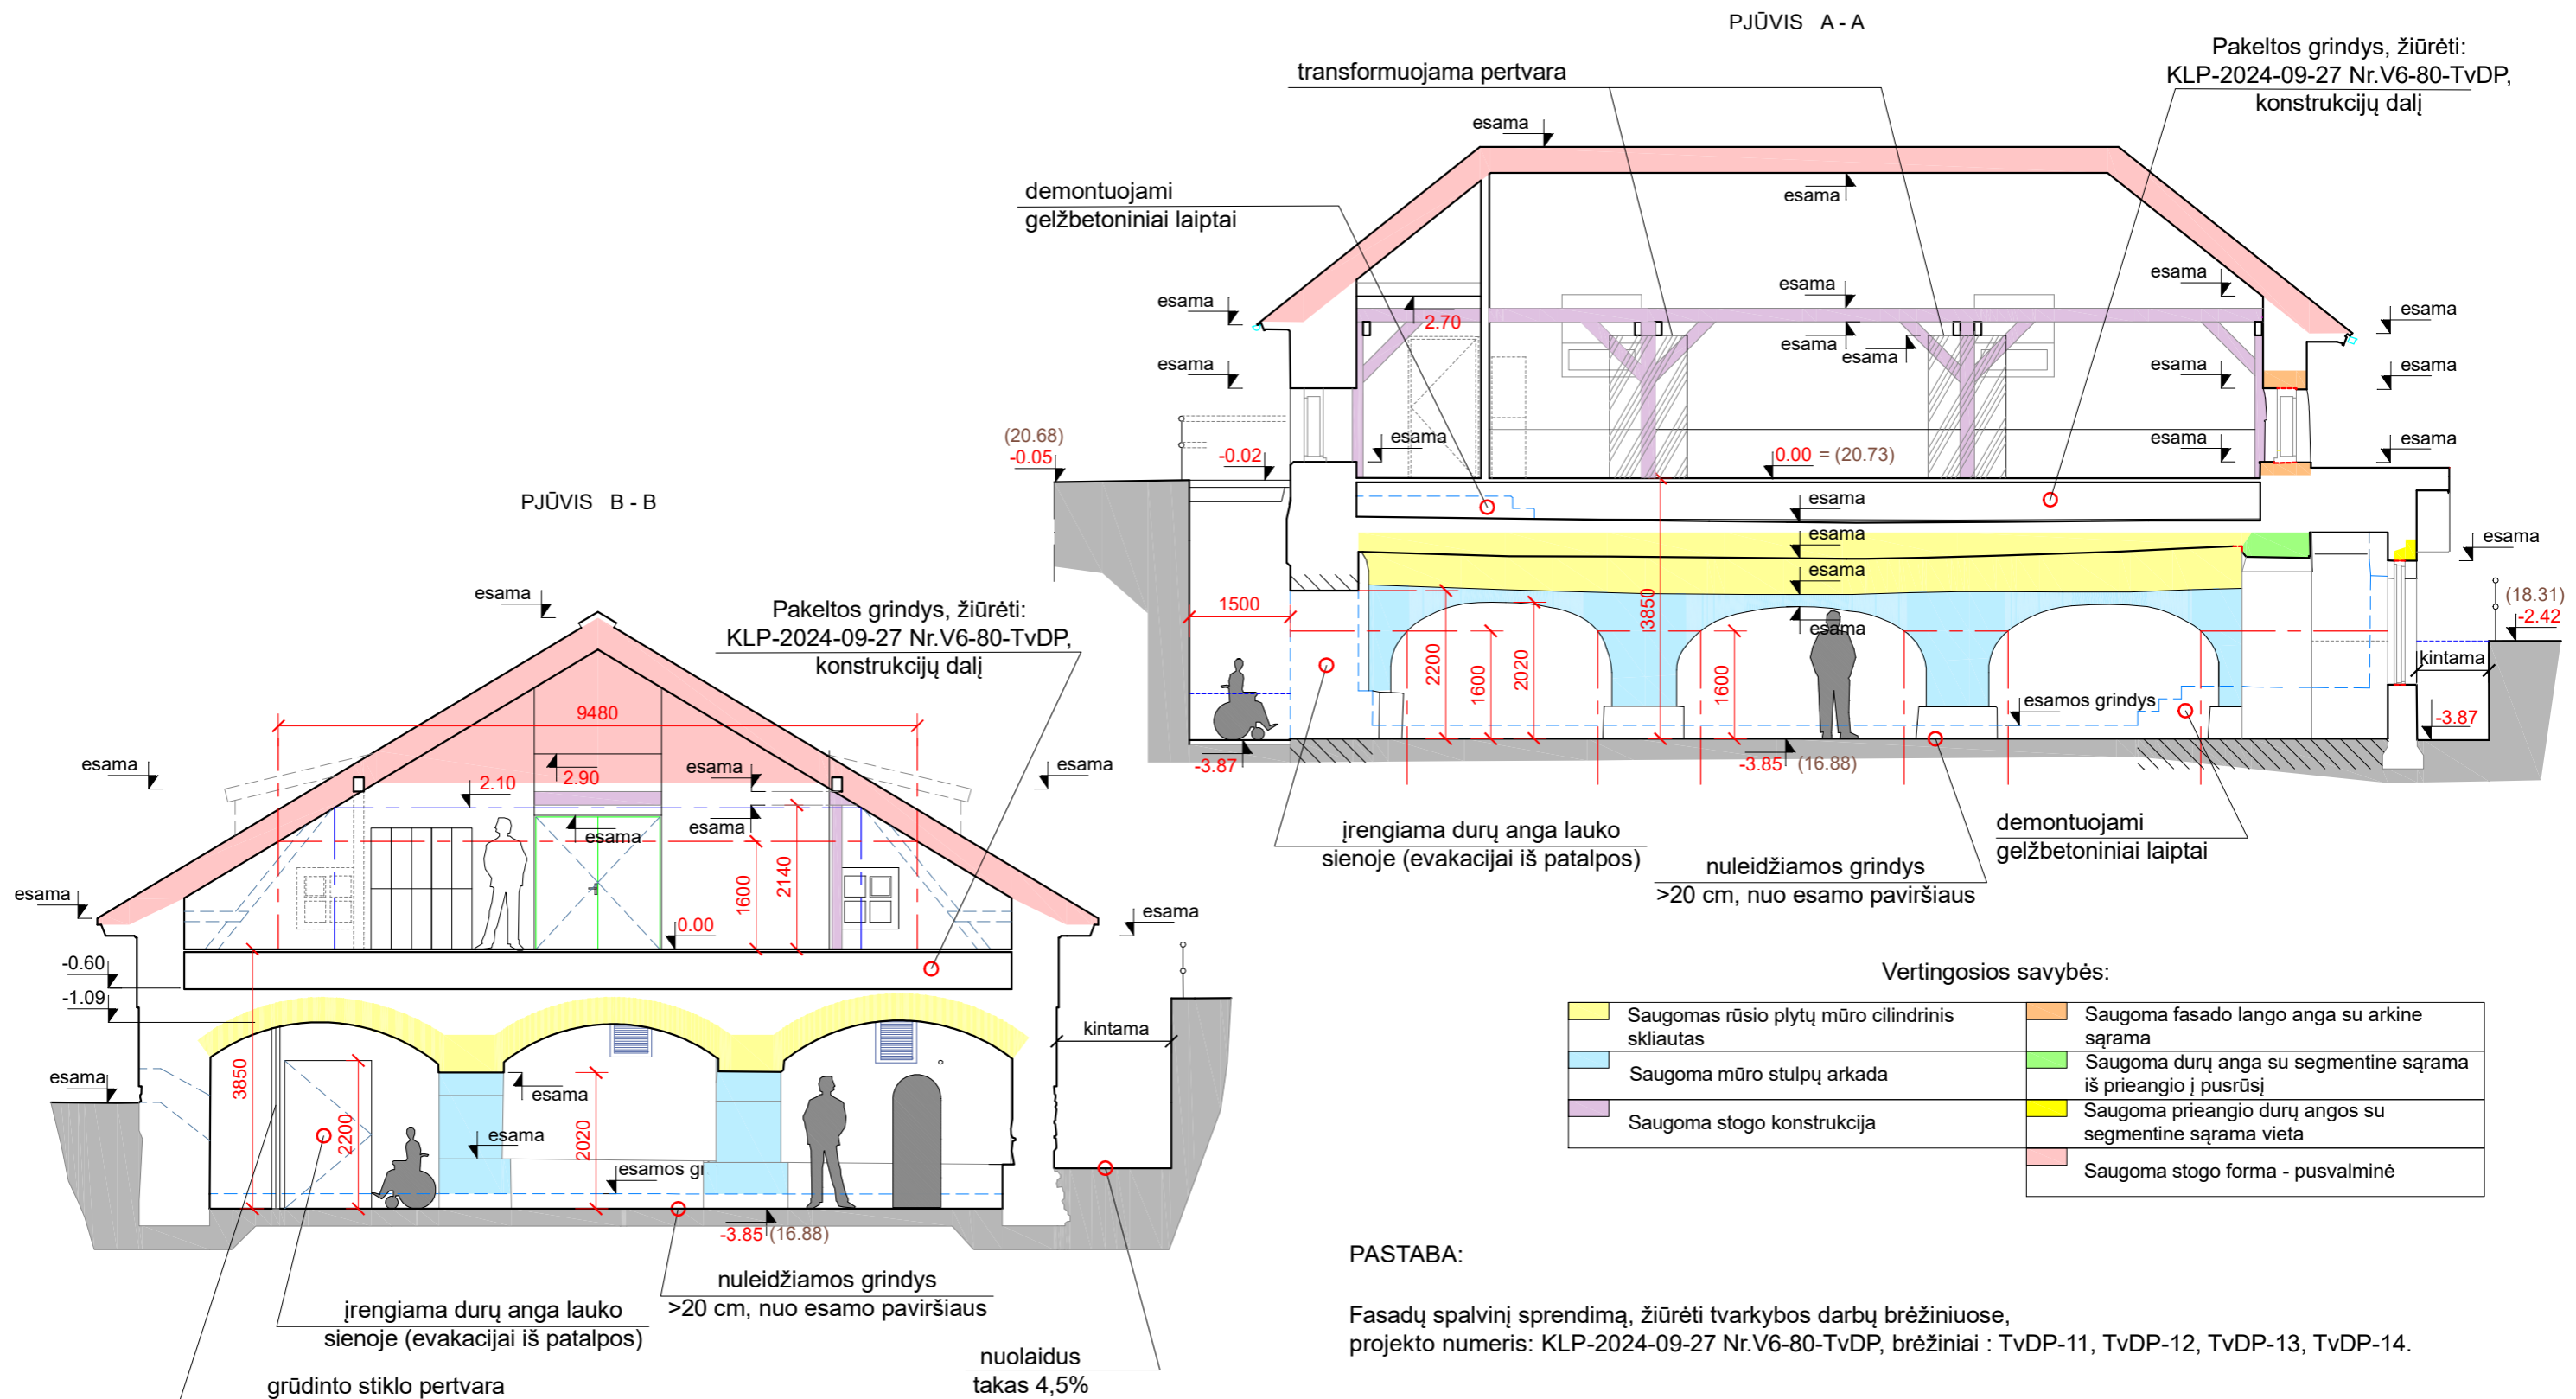 PJŪVIS A - A
Pakeltos grindys, žiūrėti:
KLP-2024-09-27 Nr.V6-80-TvDP,
konstrukcijų dalį
transformuojama pertvara
esama
demontuojami
gelžbetoniniai laiptai
esama
esama
esama
esama
esama
esama
2.70
esama
esama
esama
esama
esama
esama
(20.68)
-0.05
-0.02
esama
0.00 = (20.73)
esama
esama
esama
esama
esama
esama
esama
1500
2200
1600
2020
3850
1600
(18.31)
-2.42
kintama
esamos grindys
-3.87
-3.87
-3.85 (16.88)
įrengiama durų anga lauko
sienoje (evakacijai iš patalpos)
nuleidžiamos grindys
>20 cm, nuo esamo paviršiaus
demontuojami
gelžbetoniniai laiptai
PJŪVIS B - B
esama
Pakeltos grindys, žiūrėti:
KLP-2024-09-27 Nr.V6-80-TvDP,
konstrukcijų dalį
9480
esama
2.90
esama
esama
2.10
esama
esama
1600
2140
esama
0.00
esama
-0.60
-1.09
kintama
esama
3850
2200
esama
esama
2020
esamos gr
-3.85 (16.88)
nuleidžiamos grindys
>20 cm, nuo esamo paviršiaus
įrengiama durų anga lauko
sienoje (evakacijai iš patalpos)
nuolaidus
takas 4,5%
grūdinto stiklo pertvara
Vertingosios savybės:
Saugomas rūsio plytų mūro cilindrinis
skliautas
Saugoma fasado lango anga su arkine
sąrama
Saugoma mūro stulpų arkada
Saugoma durų anga su segmentine sąrama
iš prieangio į pusrūsį
Saugoma stogo konstrukcija
Saugoma prieangio durų angos su
segmentine sąrama vieta
Saugoma stogo forma - pusvalminė
PASTABA:
Fasadų spalvinį sprendimą, žiūrėti tvarkybos darbų brėžiniuose,
projekto numeris: KLP-2024-09-27 Nr.V6-80-TvDP, brėžiniai : TvDP-11, TvDP-12, TvDP-13, TvDP-14.